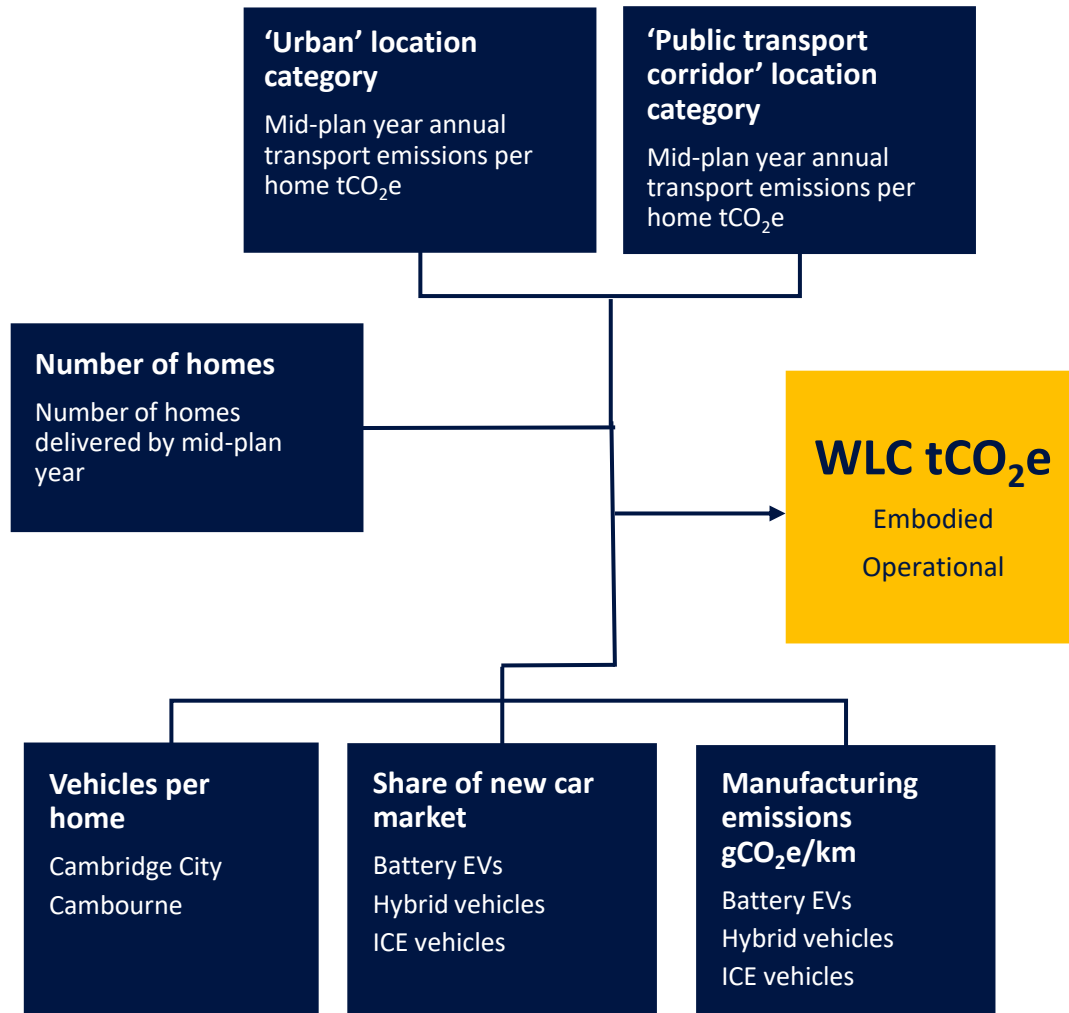 ‘Urban’ location
category
Mid-plan year annual
transport emissions per
home tCO₂e
‘Public transport
corridor’ location
category
Mid-plan year annual
transport emissions per
home tCO₂e
Number of homes
Number of homes
delivered by mid-plan
year
WLC tCO₂e
Embodied
Operational
Vehicles per
home
Cambridge City
Cambourne
Share of new car
market
Battery EVs
Hybrid vehicles
ICE vehicles
Manufacturing
emissions
gCO₂e/km
Battery EVs
Hybrid vehicles
ICE vehicles